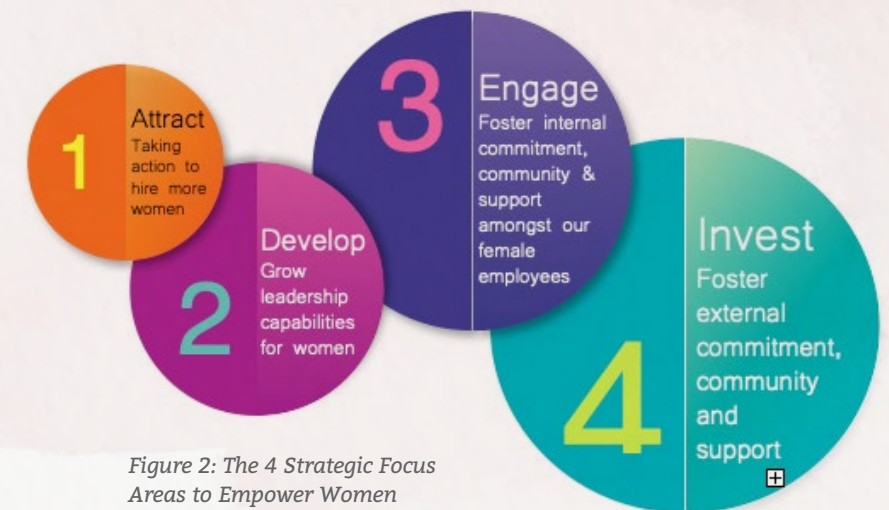 1
Attract
Taking
action to
hire more
women
2
Develop
Grow
leadership
capabilities
for women
3
Engage
Foster internal
commitment,
community &
support
amongst our
female
employees
4
Invest
Foster
external
commitment,
community
and
support
Figure 2: The 4 Strategic Focus
Areas to Empower Women